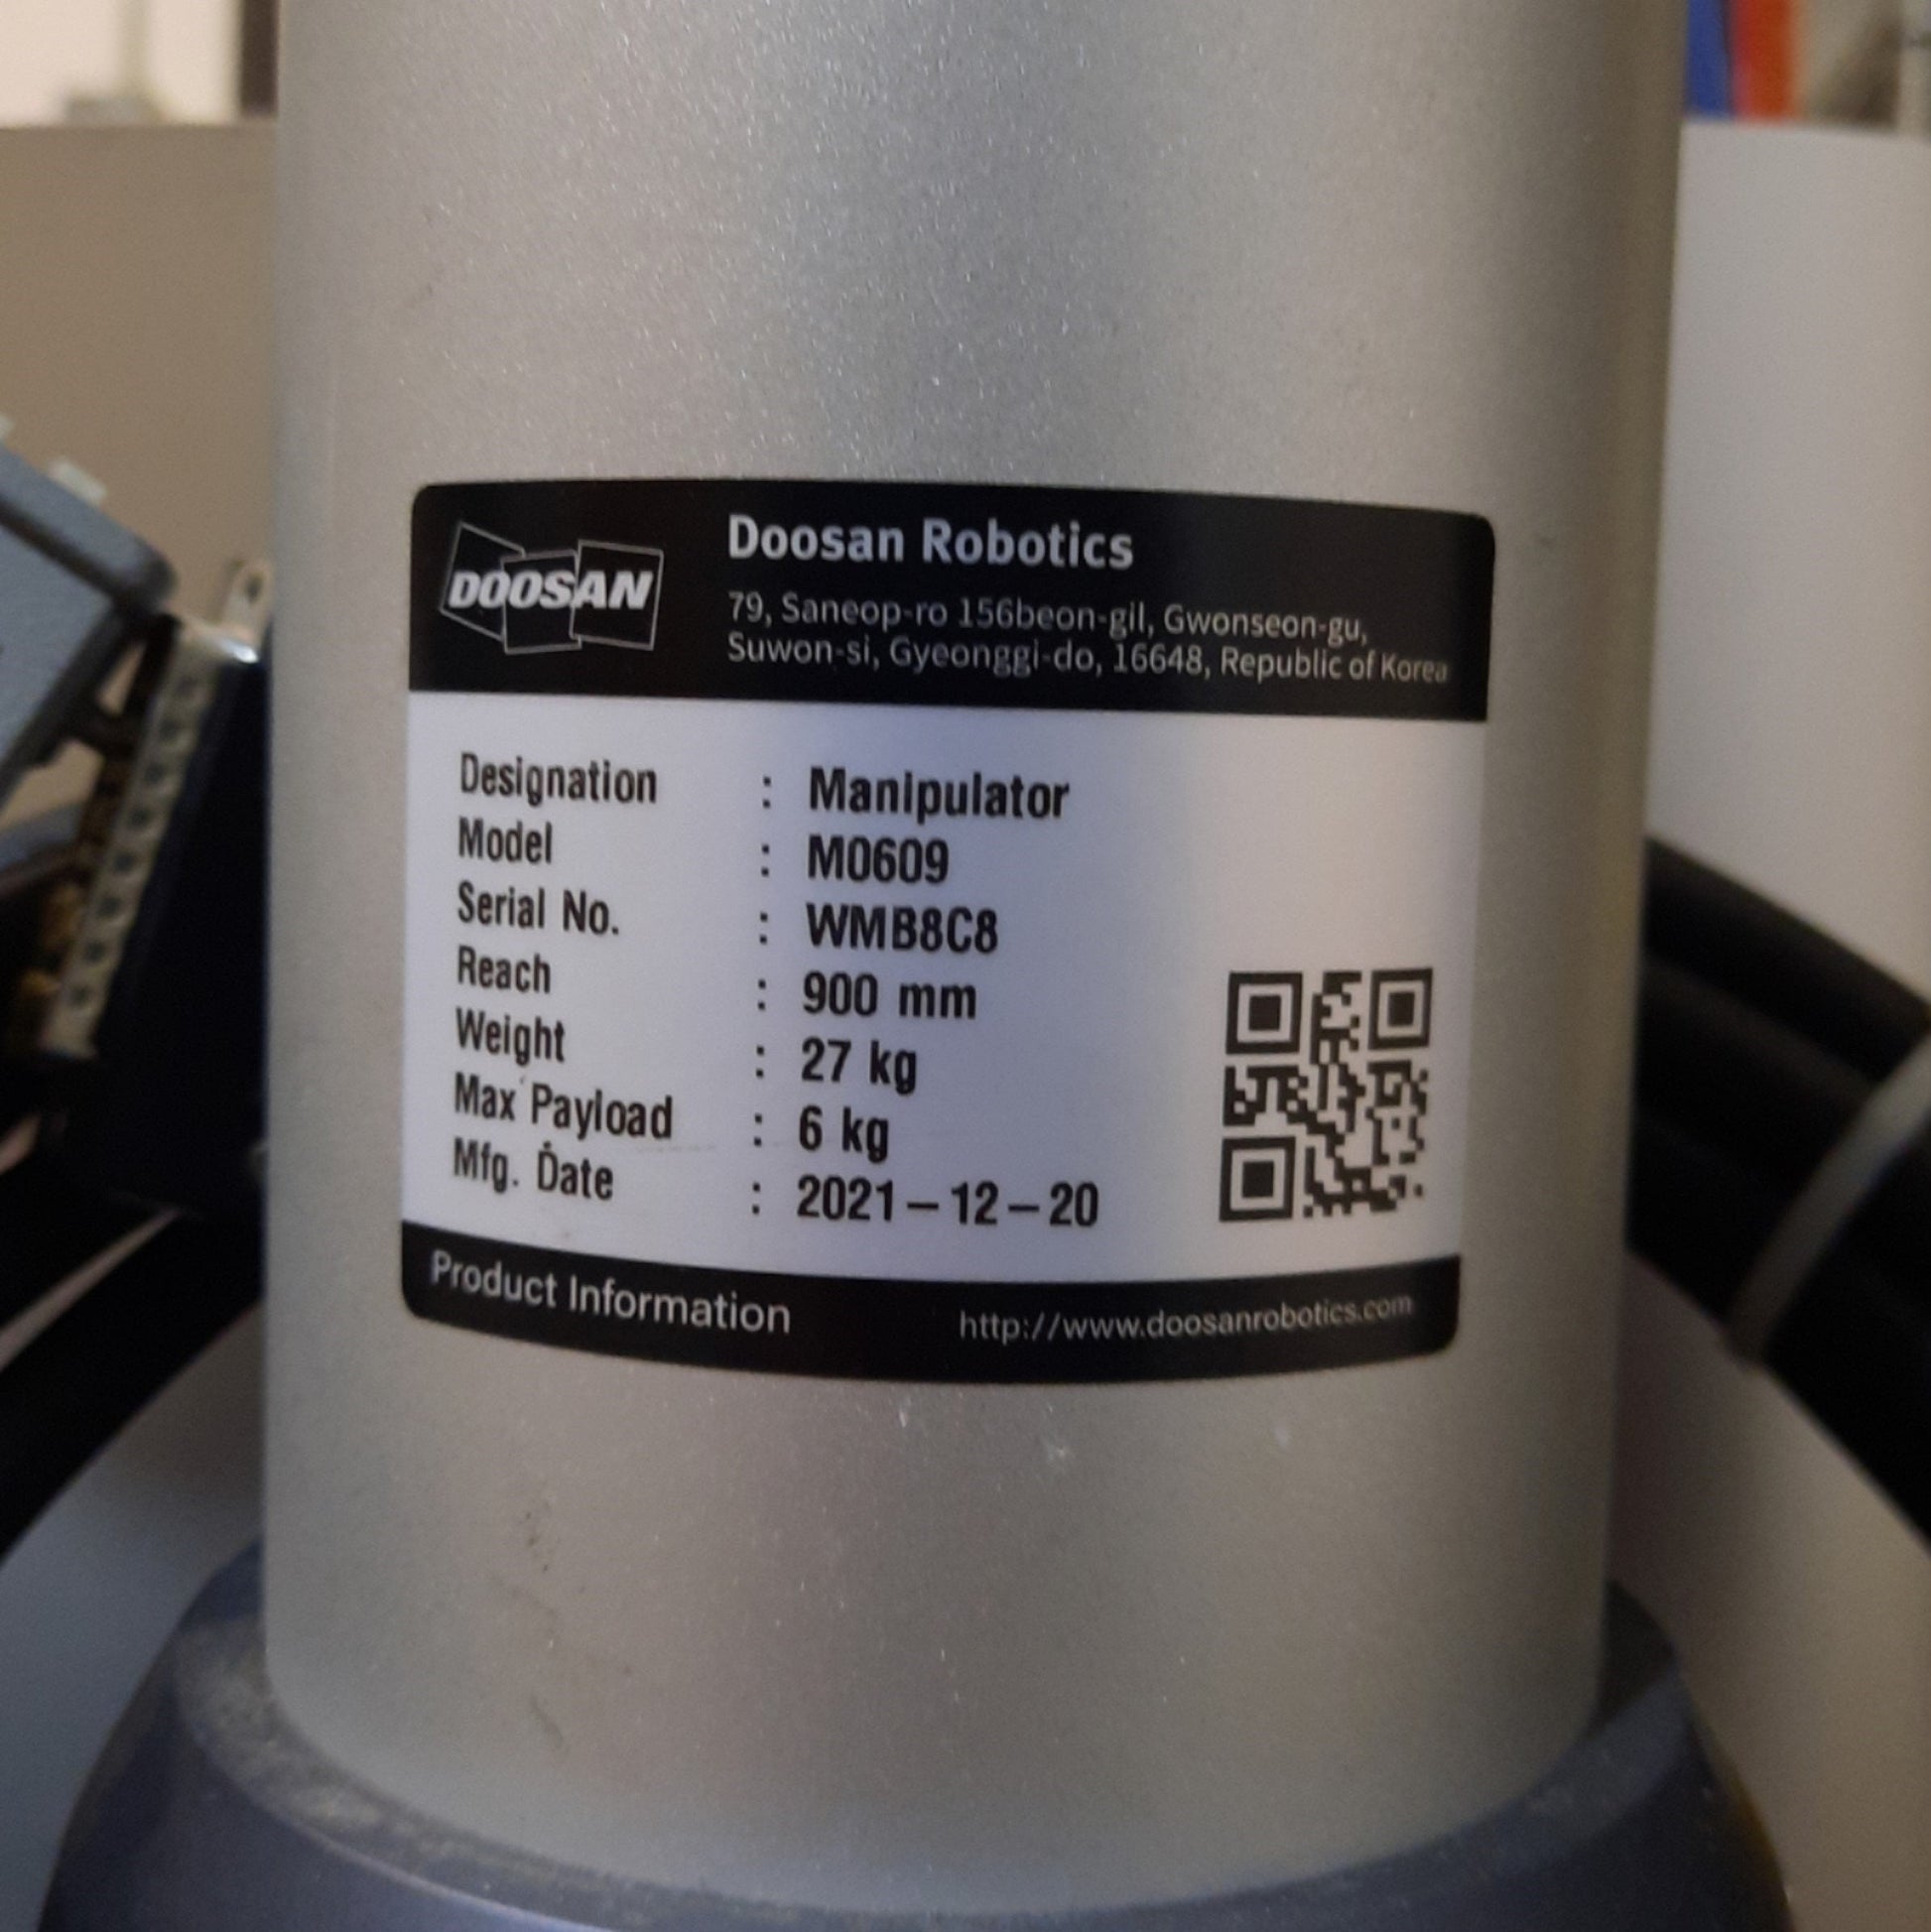 DOOSAN
Doosan Robotics
79, Saneop-ro 156beon-gil, Gwonseon-gu,
Suwon-si, Gyeonggi-do, 16648, Republic of Korea
Designation : Manipulator
Model : M0609
Serial No. : WMB8C8
Reach : 900 mm
Weight : 27 kg
Max Payload : 6 kg
Mfg. Date : 2021-12-20
Product Information http://www.doosanrobotics.com